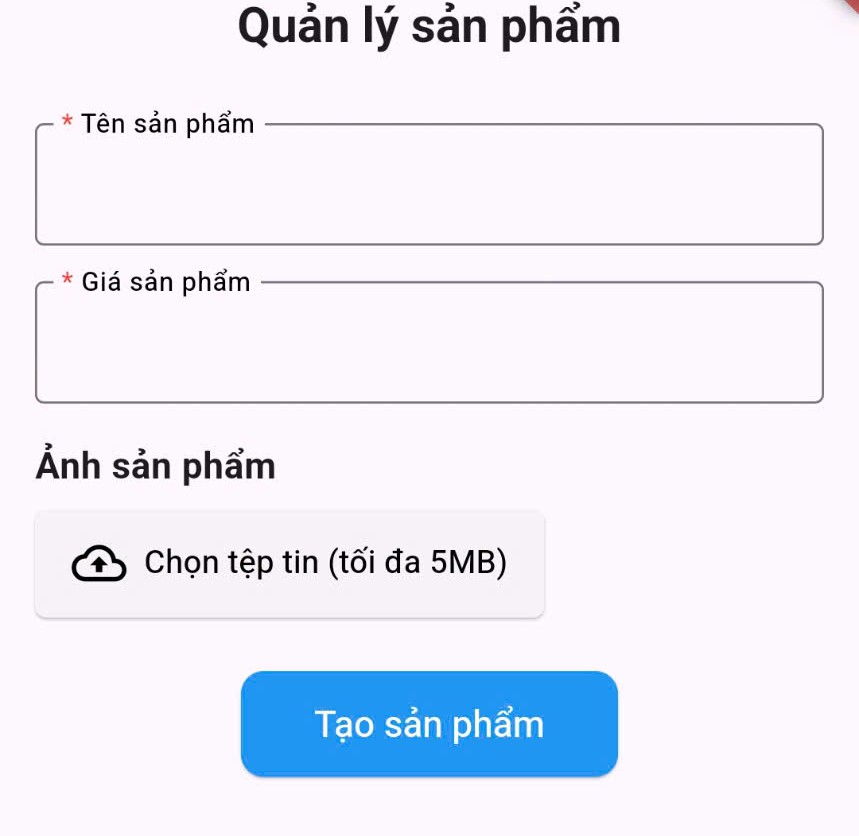 Quản lý sản phẩm
* Tên sản phẩm
* Giá sản phẩm
Ảnh sản phẩm
Chọn tệp tin (tối đa 5MB)
Tạo sản phẩm